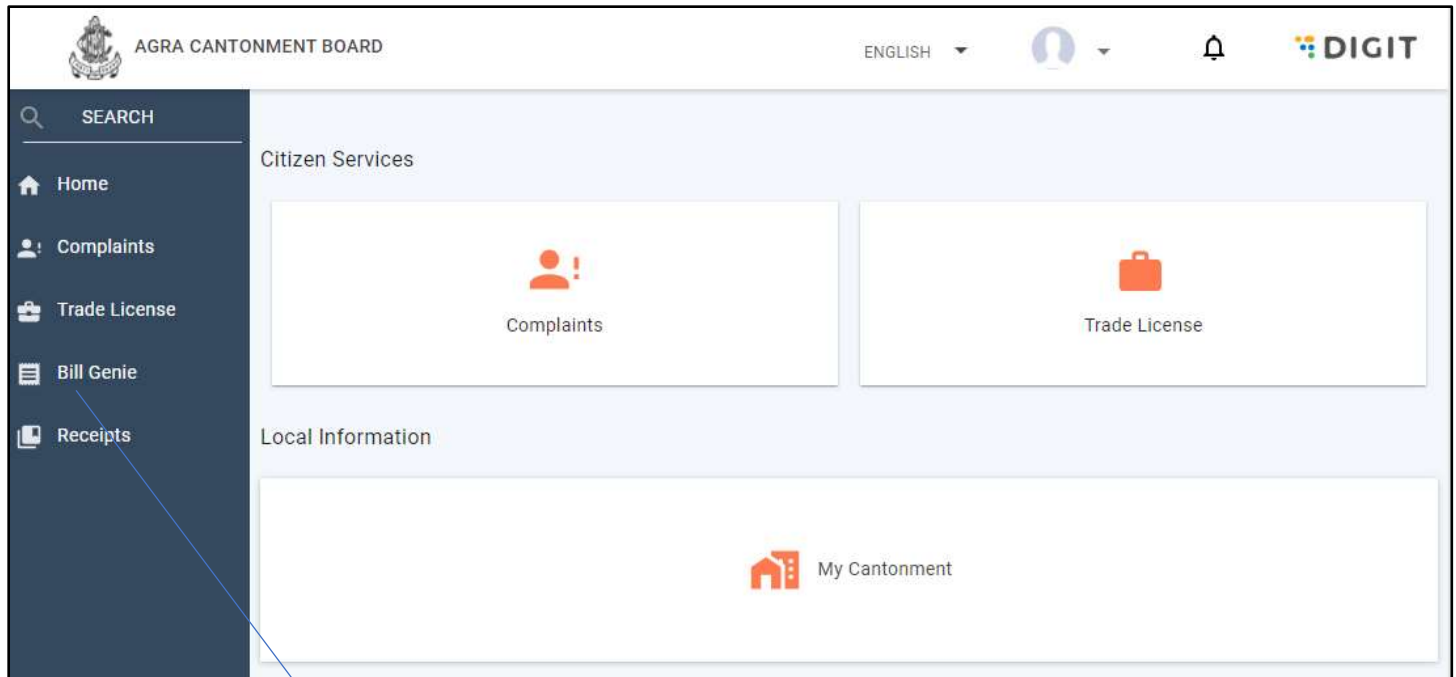 AGRA CANTONMENT BOARD
ENGLISH
DIGIT
SEARCH
Home
Complaints
Trade License
Bill Genie
Receipts
Citizen Services
Complaints
Trade License
Local Information
My Cantonment